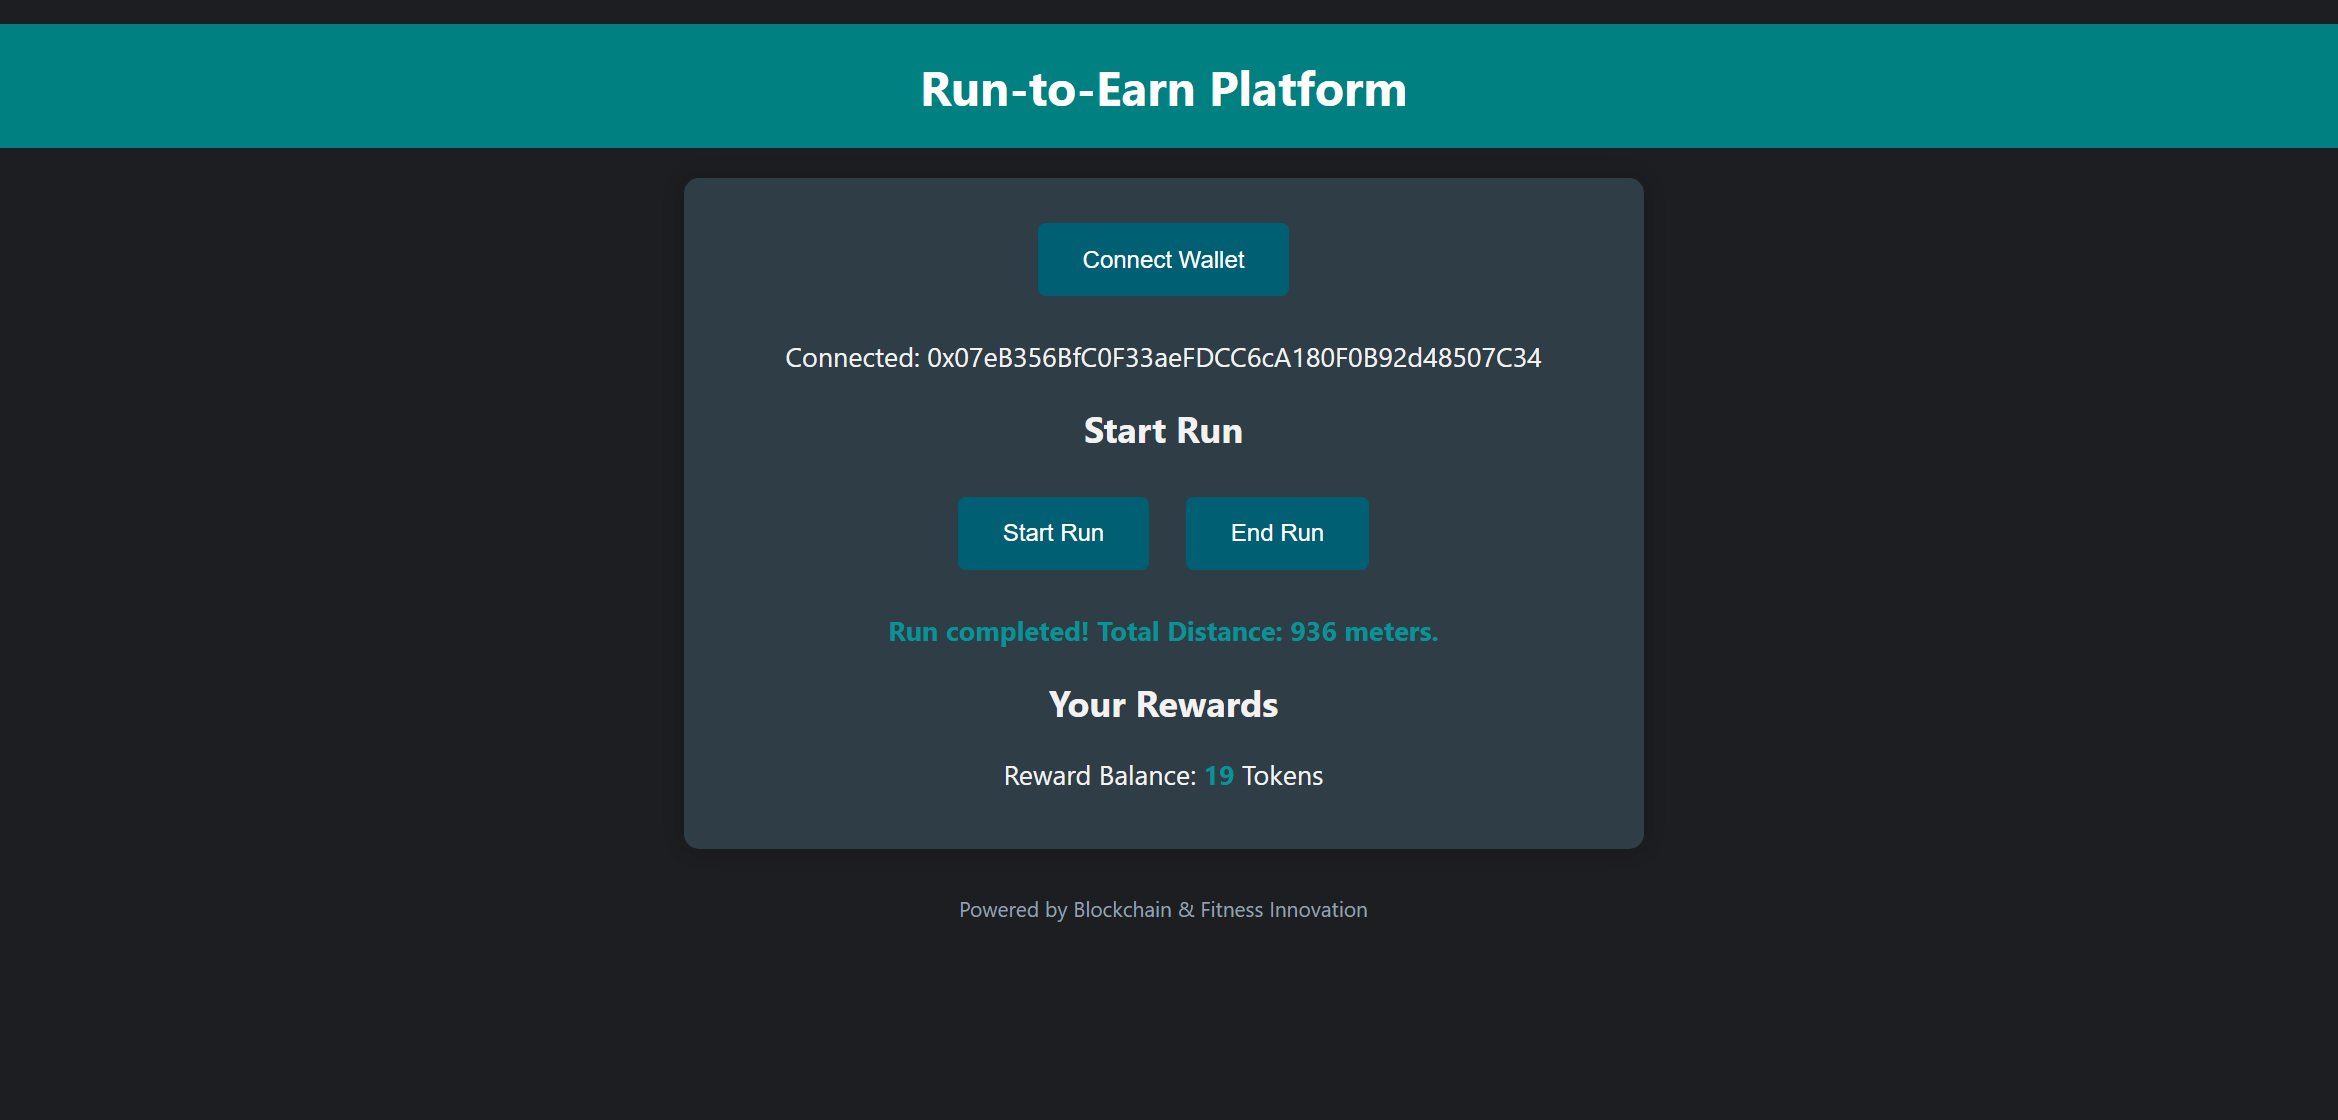 Run-to-Earn Platform
Connect Wallet
Connected: 0x07eB356BfC0F33aeFDCC6cA180F0B92d48507C34
Start Run
Start Run End Run
Run completed! Total Distance: 936 meters.
Your Rewards
Reward Balance: 19 Tokens
Powered by Blockchain & Fitness Innovation